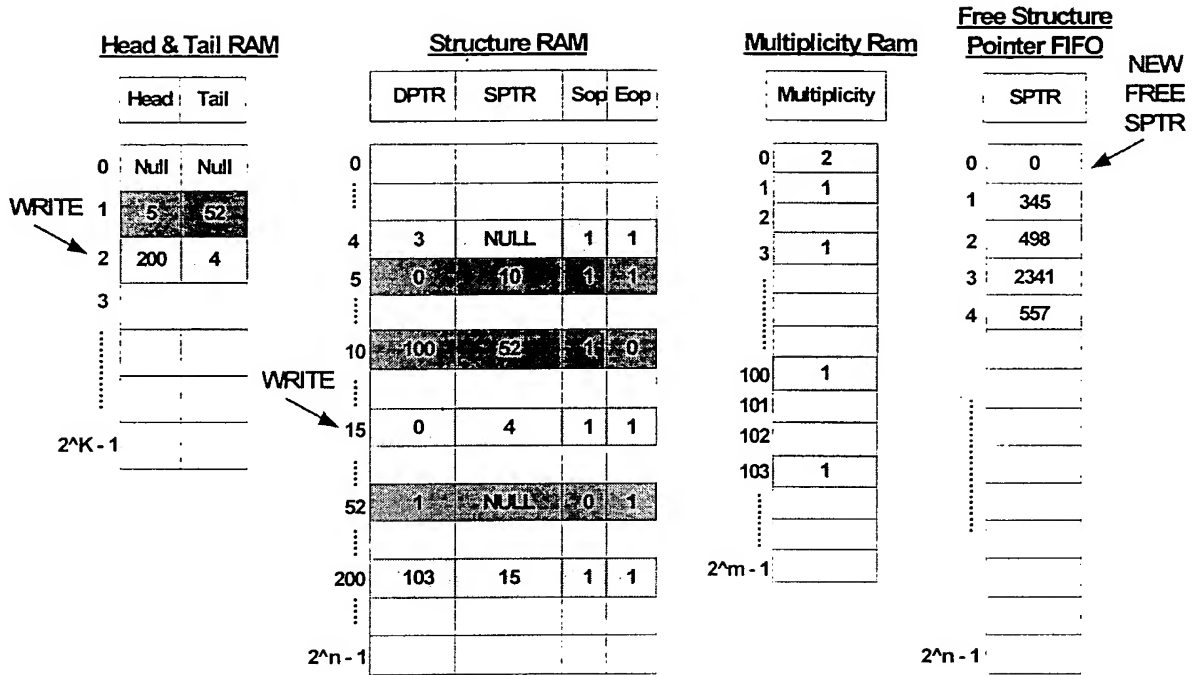 Head & Tail RAM
Head Tail
0 Null Null
WRITE 1 5 52
2 200 4
3
2^K - 1
Structure RAM
DPTR SPTR Sop Eop
0
4 3 NULL 1 1
5 0 10 1 1
10 100 52 1 0
WRITE
15 0 4 1 1
52 1 NULL 0 1
200 103 15 1 1
2^n - 1
Multiplicity Ram
Multiplicity
0 2
1 1
2
3 1
100 1
101
102
103 1
2^m - 1
Free Structure
Pointer FIFO
SPTR
NEW
FREE
SPTR
0 0
1 345
2 498
3 2341
4 557
2^n - 1